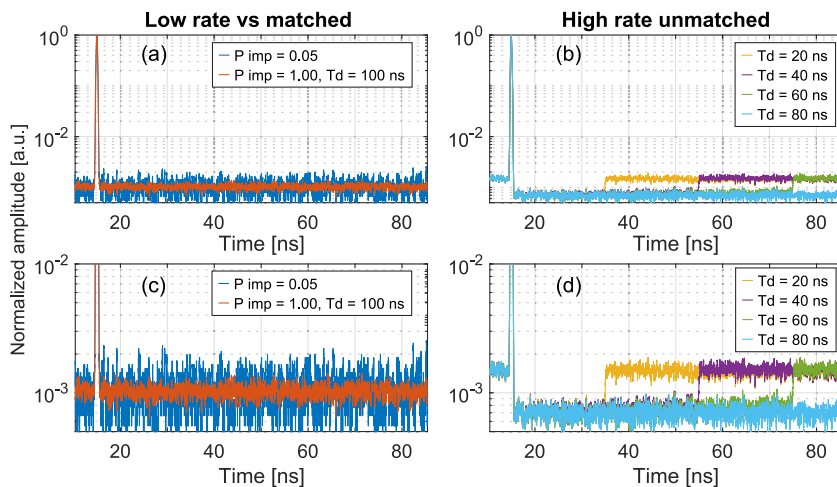 Low rate vs matched
High rate unmatched
Normalized amplitude [a.u.]
10^0
10^-2
(a)
P imp = 0.05
P imp = 1.00, Td = 100 ns
20 40 60 80
Time [ns]
10^0
10^-2
(b)
Td = 20 ns
Td = 40 ns
Td = 60 ns
Td = 80 ns
20 40 60 80
Time [ns]
10^-2
10^-3
(c)
P imp = 0.05
P imp = 1.00, Td = 100 ns
20 40 60 80
Time [ns]
10^-2
10^-3
(d)
Td = 20 ns
Td = 40 ns
Td = 60 ns
Td = 80 ns
20 40 60 80
Time [ns]